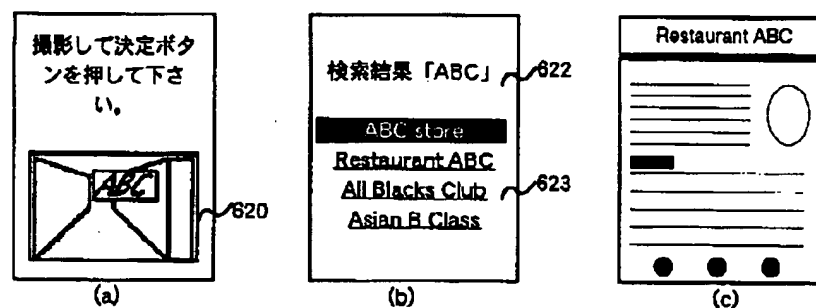 撮影して決定ボタ
ンを押して下さ
い。
ABC
620
(a)
検索結果「ABC」
622
ABC store
Restaurant ABC
All Blacks Club
623
Asian B Class
(b)
Restaurant ABC
(c)